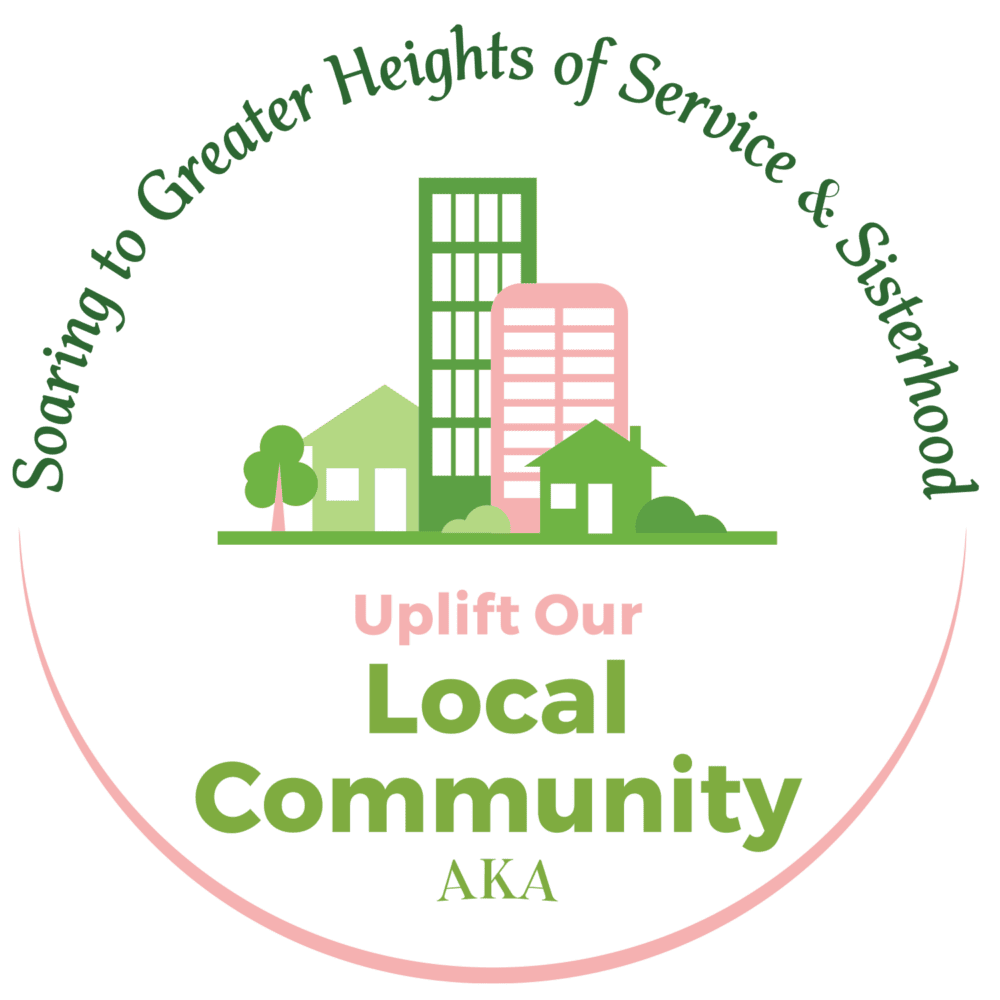 Soaring to Greater Heights of Service & Sisterhood
Uplift Our
Local
Community
AKA